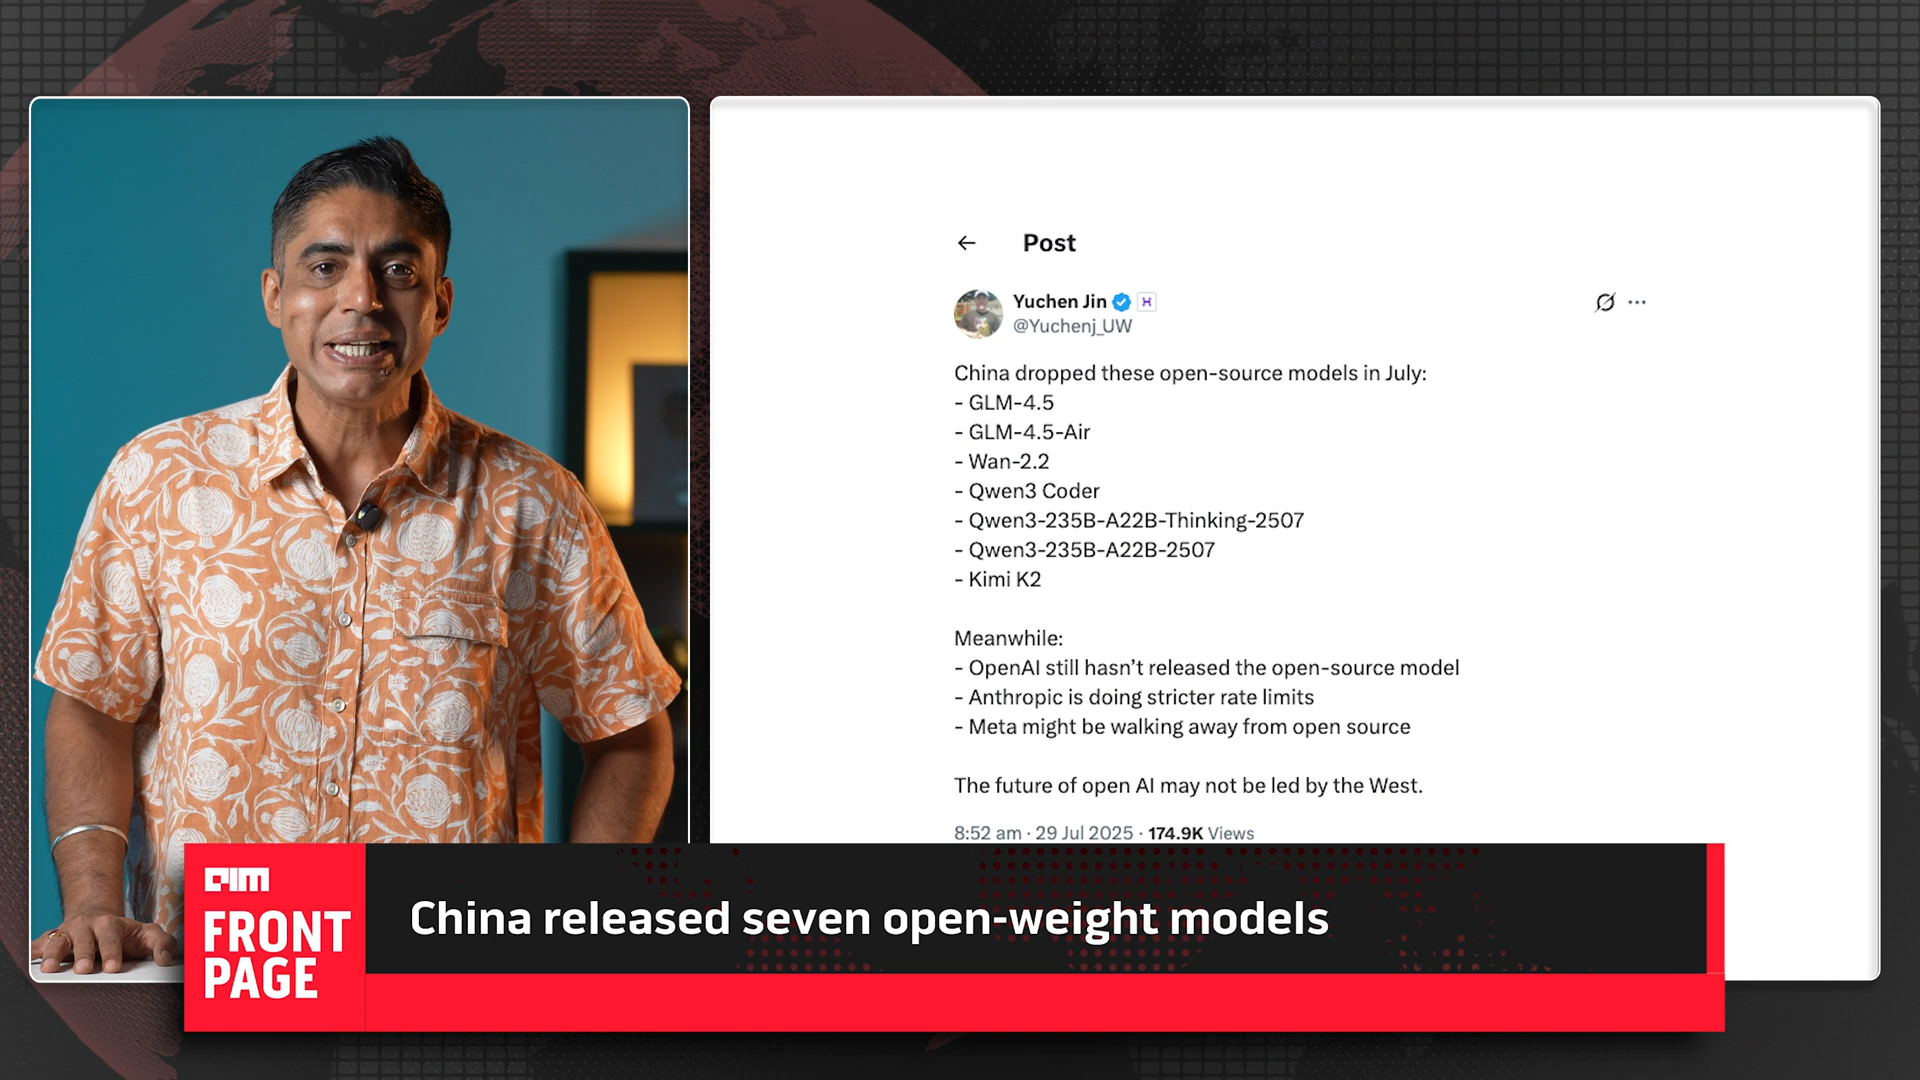 Post
Yuchen Jin
@Yuchenj_UW
China dropped these open-source models in July:
- GLM-4.5
- GLM-4.5-Air
- Wan-2.2
- Qwen3 Coder
- Qwen3-235B-A22B-Thinking-2507
- Qwen3-235B-A22B-2507
- Kimi K2
Meanwhile:
- OpenAI still hasn’t released the open-source model
- Anthropic is doing stricter rate limits
- Meta might be walking away from open source
The future of open AI may not be led by the West.
8:52 am · 29 Jul 2025 · 174.9K Views
AIM
FRONT
PAGE
China released seven open-weight models